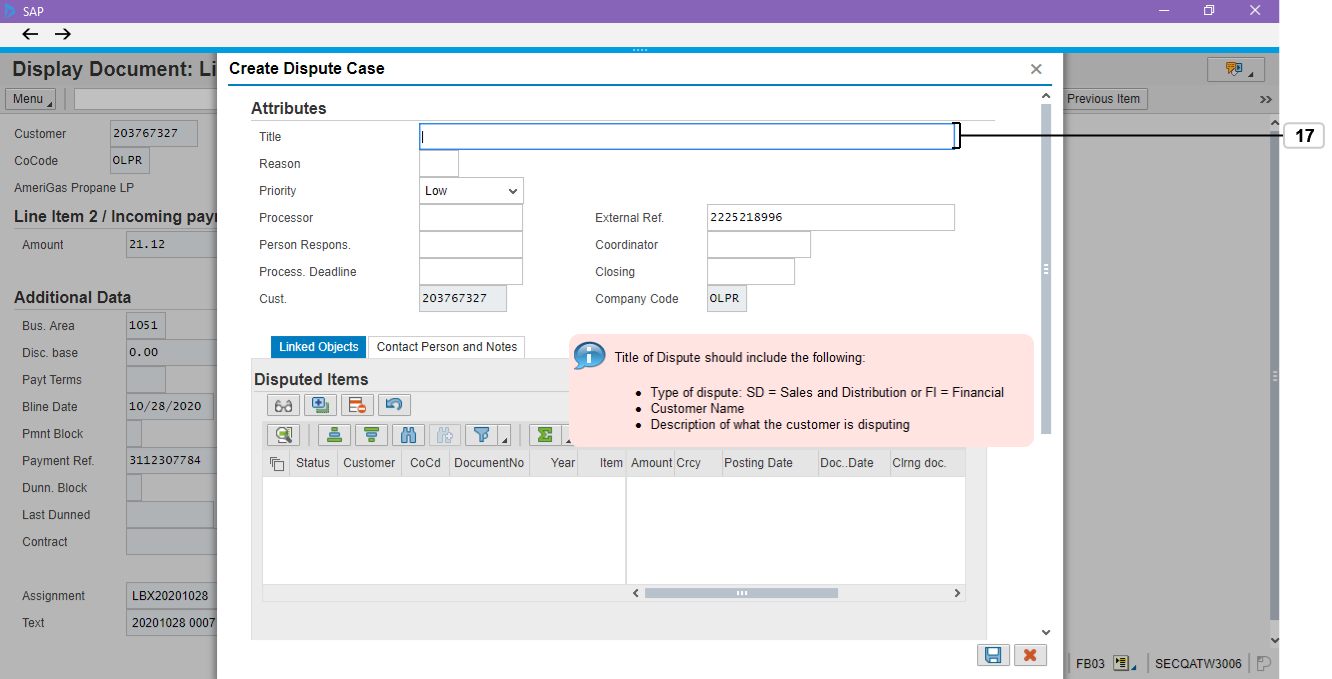 SAP
Display Document: Li
Create Dispute Case
Menu
Previous Item
Attributes
Customer 203767327
Title
17
CoCode OLPR
Reason
AmeriGas Propane LP
Priority Low
Line Item 2 / Incoming payr
Processor
External Ref. 2225218996
Amount 21.12
Person Respons.
Coordinator
Process. Deadline
Closing
Additional Data
Cust. 203767327
Company Code OLPR
Bus. Area 1051
Disc. base 0.00
Linked Objects Contact Person and Notes
Title of Dispute should include the following:
Payt Terms
Disputed Items
• Type of dispute: SD = Sales and Distribution or FI = Financial
Bline Date 10/28/2020
• Customer Name
• Description of what the customer is disputing
Pmnt Block
Payment Ref. 3112307784
Status Customer CoCd DocumentNo Year Item Amount Crcy Posting Date Doc..Date Clrng doc.
Dunn. Block
Last Dunned
Contract
Assignment LBX20201028
Text 20201028 0007
FB03 SECQATW3006